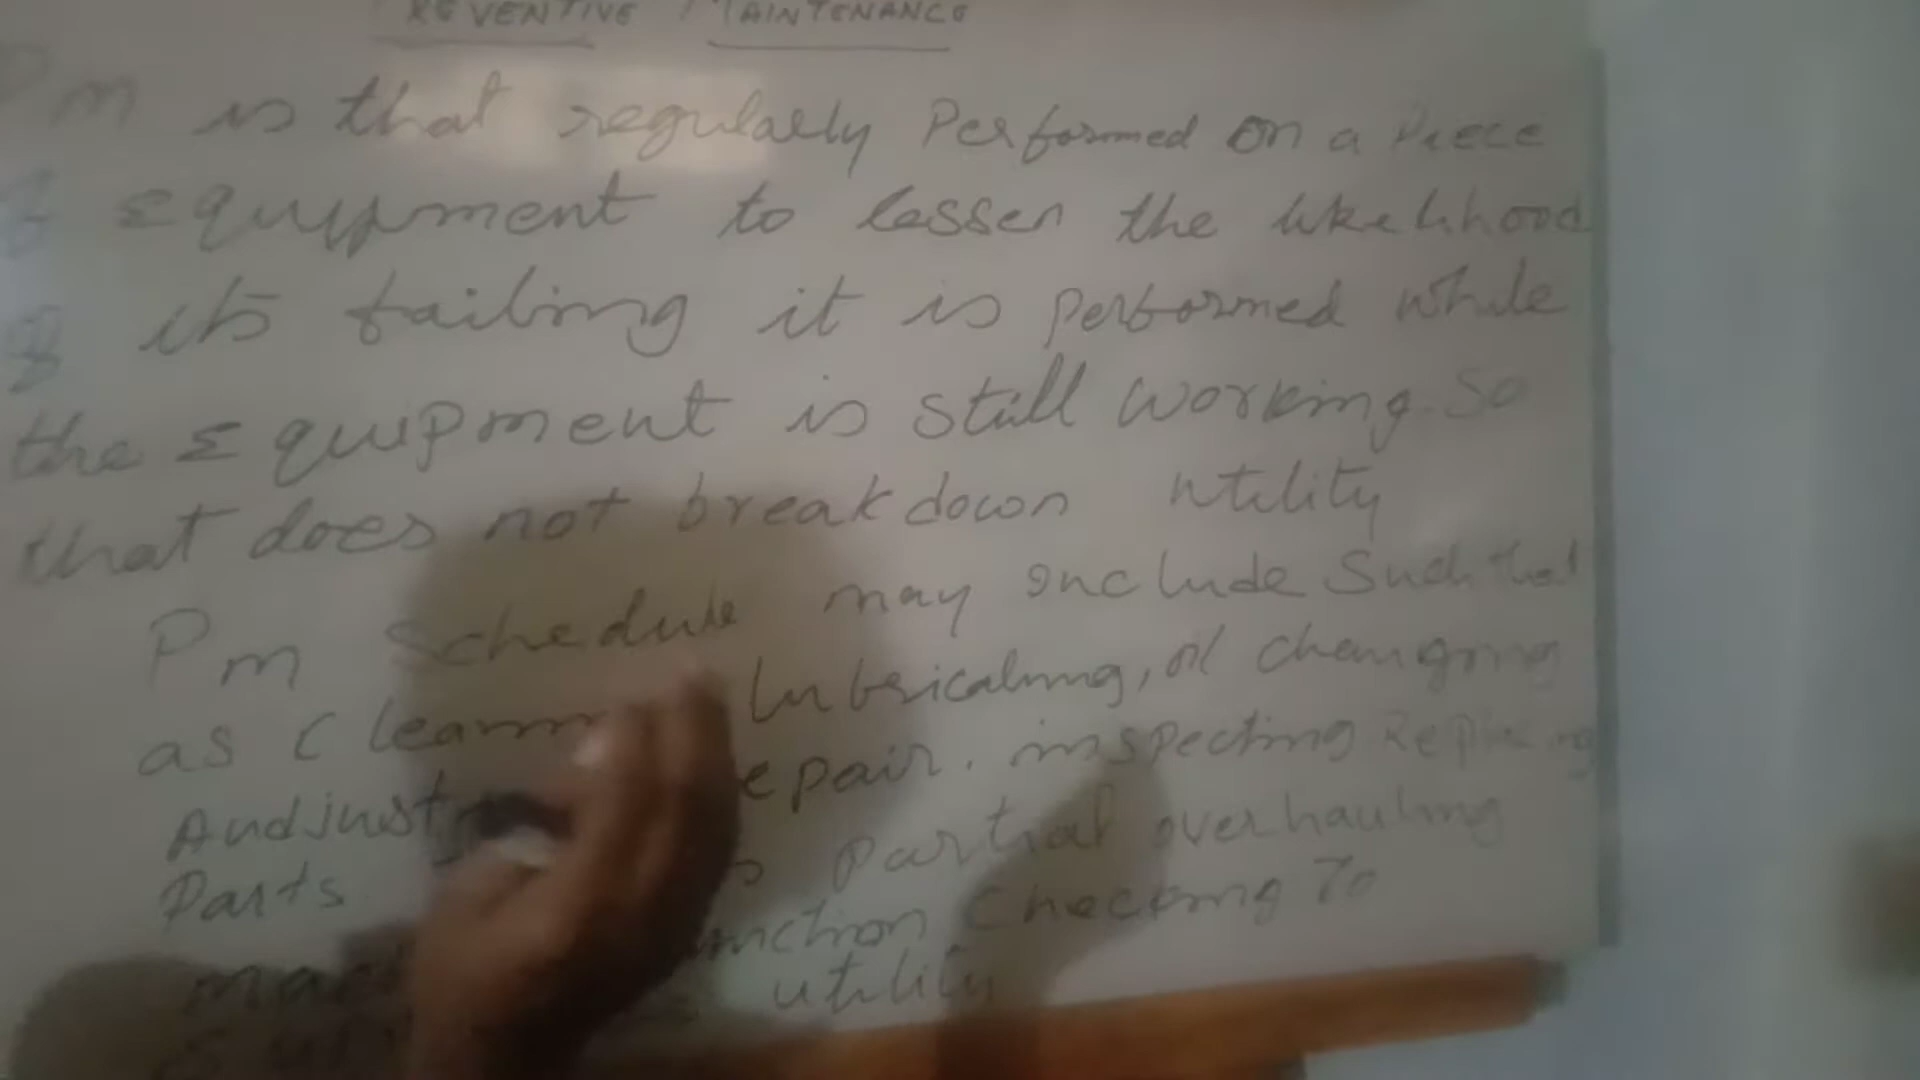 REVENTIVE MAINTENANCE
Pm is that regularly Performed on a Piece
Equipment to lessen the likelihood
its failing it is performed while
the Equipment is still working. So
that does not breakdown utility
Pm Schedule may include Such that
as Cleaning Lubricating, oil changing
Audjust epair. inspecting Replacing
Parts partial overhauling
nction Checking To
utility